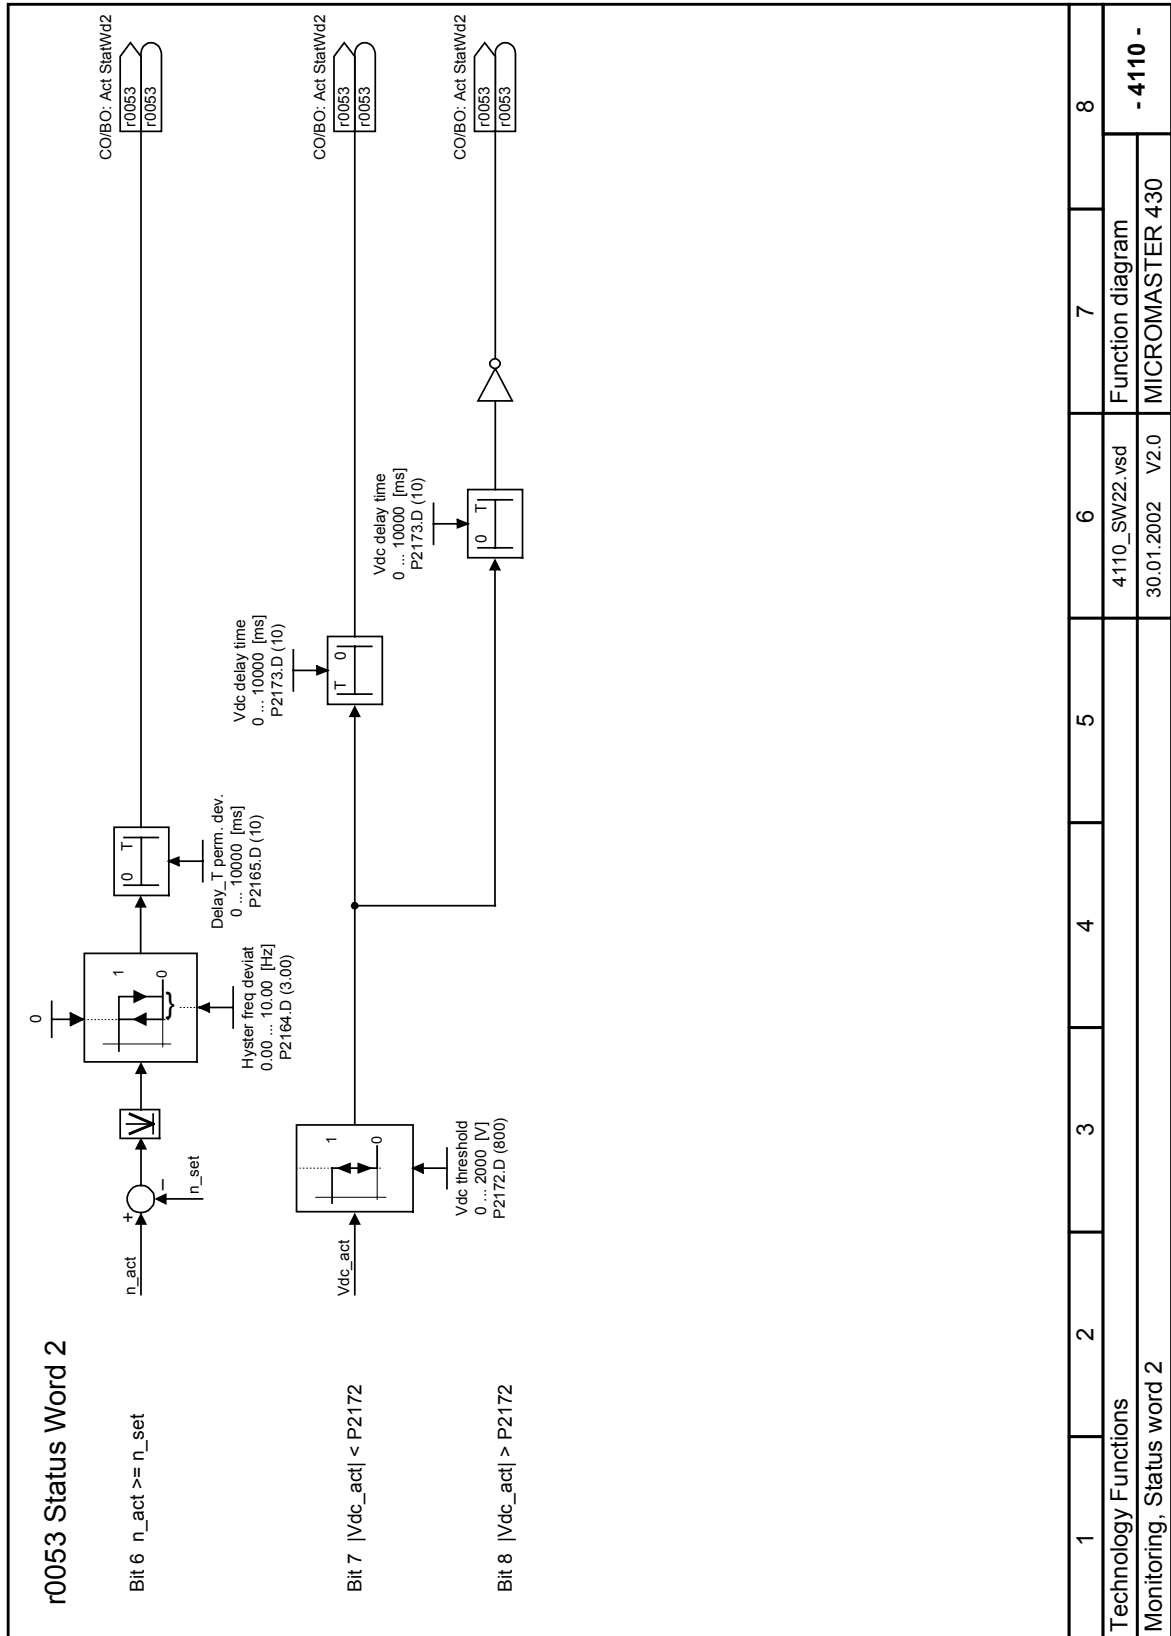 r0053 Status Word 2
Bit 6 n_act >= n_set
n_act
+
–
n_set
0
1
0
Hyster freq deviat
0.00 ... 10.00 [Hz]
P2164.D (3.00)
0 T
Delay_T perm. dev.
0 ... 10000 [ms]
P2165.D (10)
CO/BO: Act StatWd2
r0053
r0053
Bit 7 |Vdc_act| < P2172
Vdc_act
1
0
Vdc threshold
0 ... 2000 [V]
P2172.D (800)
Vdc delay time
0 ... 10000 [ms]
P2173.D (10)
T 0
CO/BO: Act StatWd2
r0053
r0053
Bit 8 |Vdc_act| > P2172
Vdc delay time
0 ... 10000 [ms]
P2173.D (10)
0 T
CO/BO: Act StatWd2
r0053
r0053
1 2 3 4 5 6 7 8
Technology Functions 4110_SW22.vsd Function diagram - 4110 -
Monitoring, Status word 2 30.01.2002 V2.0 MICROMASTER 430